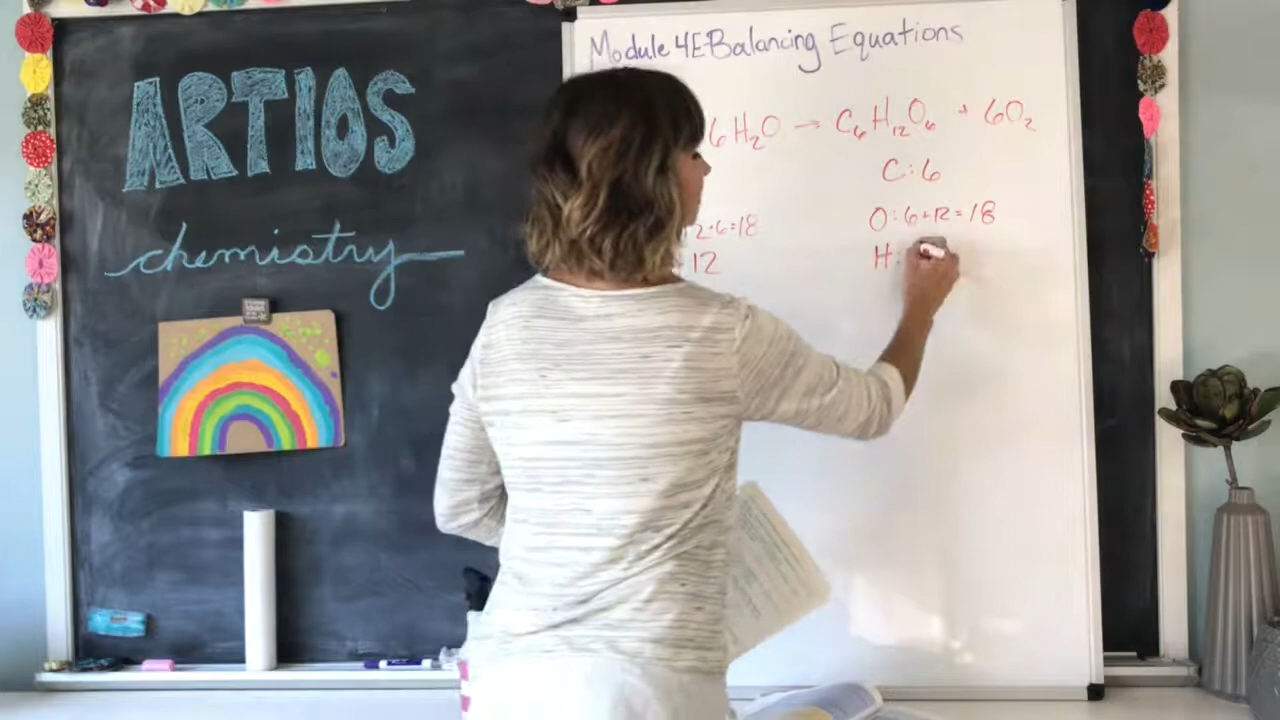 ARTIOS
chemistry
Module 4E-Balancing Equations
6H₂O → C₆H₁₂O₆ + 6O₂
C:6
2+6=18
O:6+12=18
12
H: